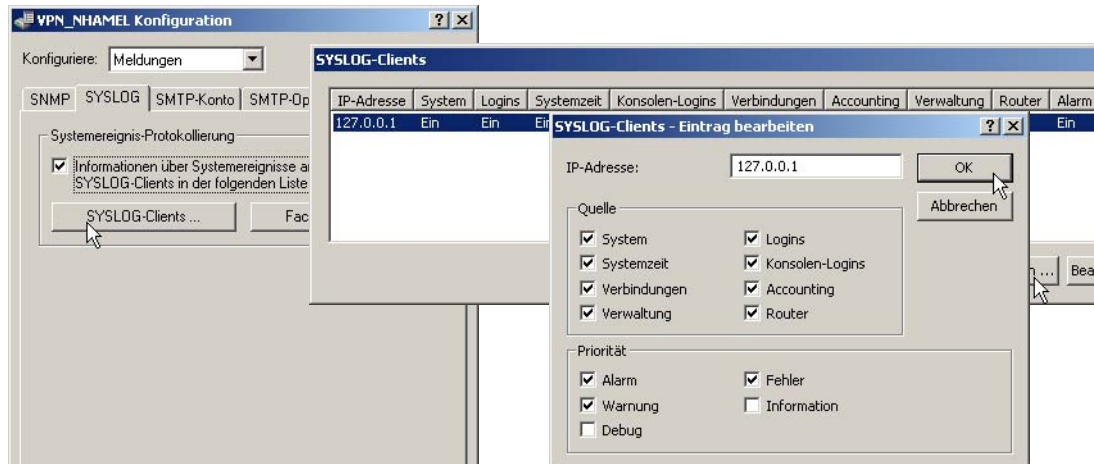 VPN_NHAMEL Konfiguration
Konfiguriere: Meldungen
SNMP SYSLOG SMTP-Konto SMTP-Op
Systemereignis-Protokollierung
Informationen über Systemereignisse a
SYSLOG-Clients in der folgenden Liste
SYSLOG-Clients ... Fac
SYSLOG-Clients
IP-Adresse System Logins Systemzeit Konsolen-Logins Verbindungen Accounting Verwaltung Router Alarm
127.0.0.1 Ein Ein Ein
n ... Bea
SYSLOG-Clients - Eintrag bearbeiten
IP-Adresse: 127.0.0.1
OK
Abbrechen
Quelle
System Logins
Systemzeit Konsolen-Logins
Verbindungen Accounting
Verwaltung Router
Priorität
Alarm Fehler
Warnung Information
Debug